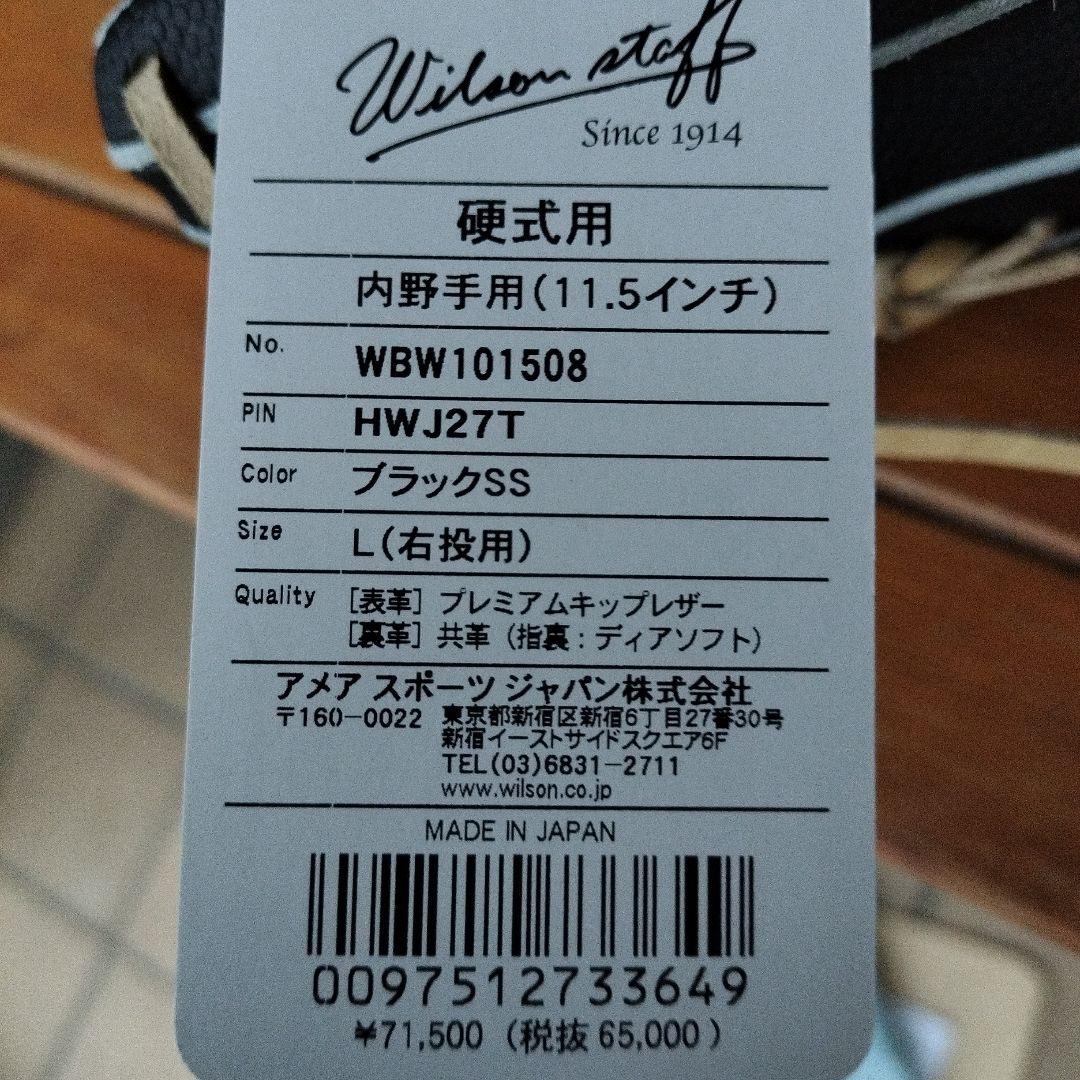 Wilson staff
Since 1914
硬式用
内野手用(11.5インチ)
No. WBW101508
PIN HWJ27T
Color ブラックSS
Size L(右投用)
Quality [表革] プレミアムキップレザー
[裏革] 共革 (指裏:ディアソフト)
アメア スポーツ ジャパン株式会社
〒160-0022 東京都新宿区新宿6丁目27番30号
新宿イーストサイドスクエア6F
TEL(03)6831-2711
www.wilson.co.jp
MADE IN JAPAN
0097512733649
¥71,500 (税抜 65,000)